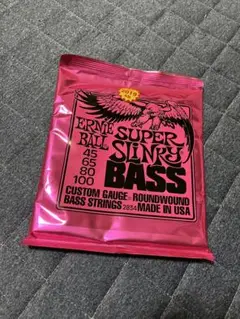 ERNIE BALL
SUPER SLINKY
BASS
45
65
80
100
CUSTOM GAUGE ROUNDWOUND
BASS STRINGS 2834 MADE IN USA